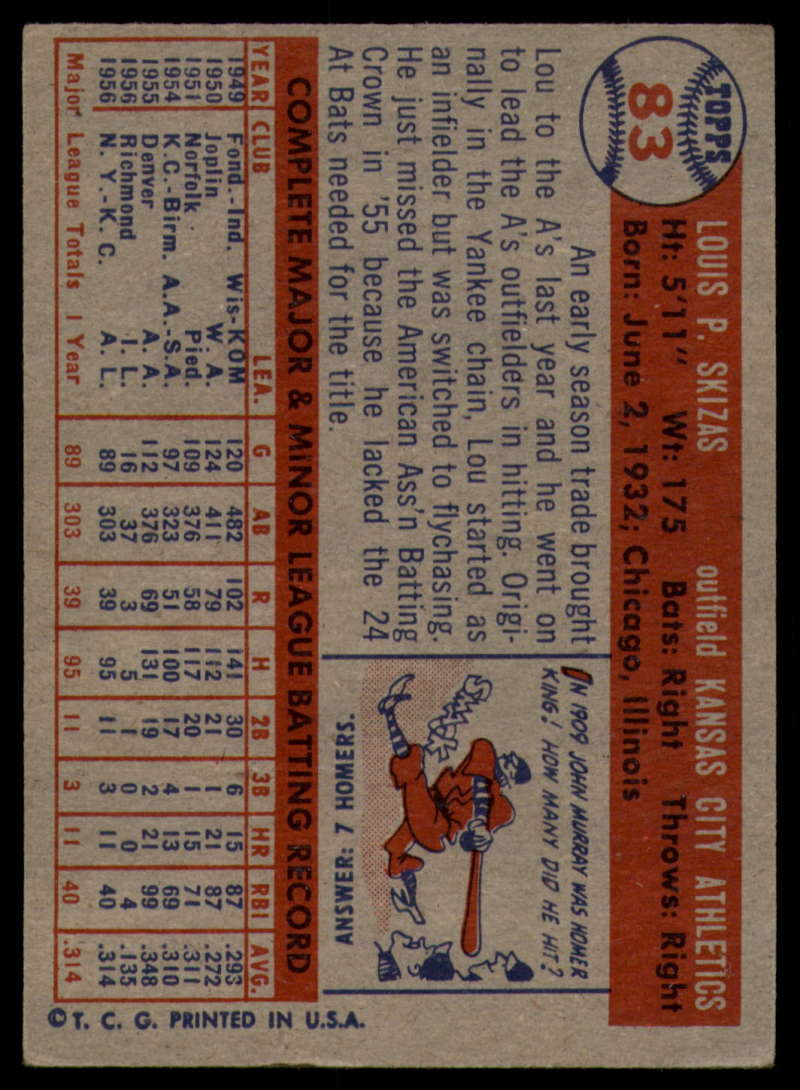 TOPPS
83
LOUIS P. SKIZAS outfield KANSAS CITY ATHLETICS
Ht: 5'11" Wt: 175 Bats: Right Throws: Right
Born: June 2, 1932; Chicago, Illinois
An early season trade brought
Lou to the A's last year and he went on
to lead the A's outfielders in hitting. Origi-
nally in the Yankee chain, Lou started as
an infielder but was switched to flychasing.
He just missed the American Ass'n Batting
Crown in '55 because he lacked the 24
At Bats needed for the title.
IN 1909 JOHN MURRAY WAS HOMER
KING! HOW MANY DID HE HIT?
ANSWER: 7 HOMERS.
COMPLETE MAJOR & MINOR LEAGUE BATTING RECORD
YEAR CLUB LEA. G AB R H 2B 3B HR RBI AVG.
1949 Fond.-Ind. Wis-KOM 120 482 102 141 30 6 15 87 .293
1950 Joplin W. A. 124 411 79 112 21 1 21 87 .272
1951 Norfolk Pied. 109 376 58 117 20 1 15 71 .311
1954 K.C.-Birm. A.A.-S.A. 97 323 51 100 17 4 13 69 .310
1955 Denver A. A. 112 376 69 131 19 2 21 99 .348
1956 Richmond I. L. 16 37 3 5 1 0 0 4 .135
1956 N. Y.-K. C. A. L. 89 303 39 95 11 3 11 40 .314
Major League Totals 1 Year 89 303 39 95 11 3 11 40 .314
© T. C. G. PRINTED IN U.S.A.